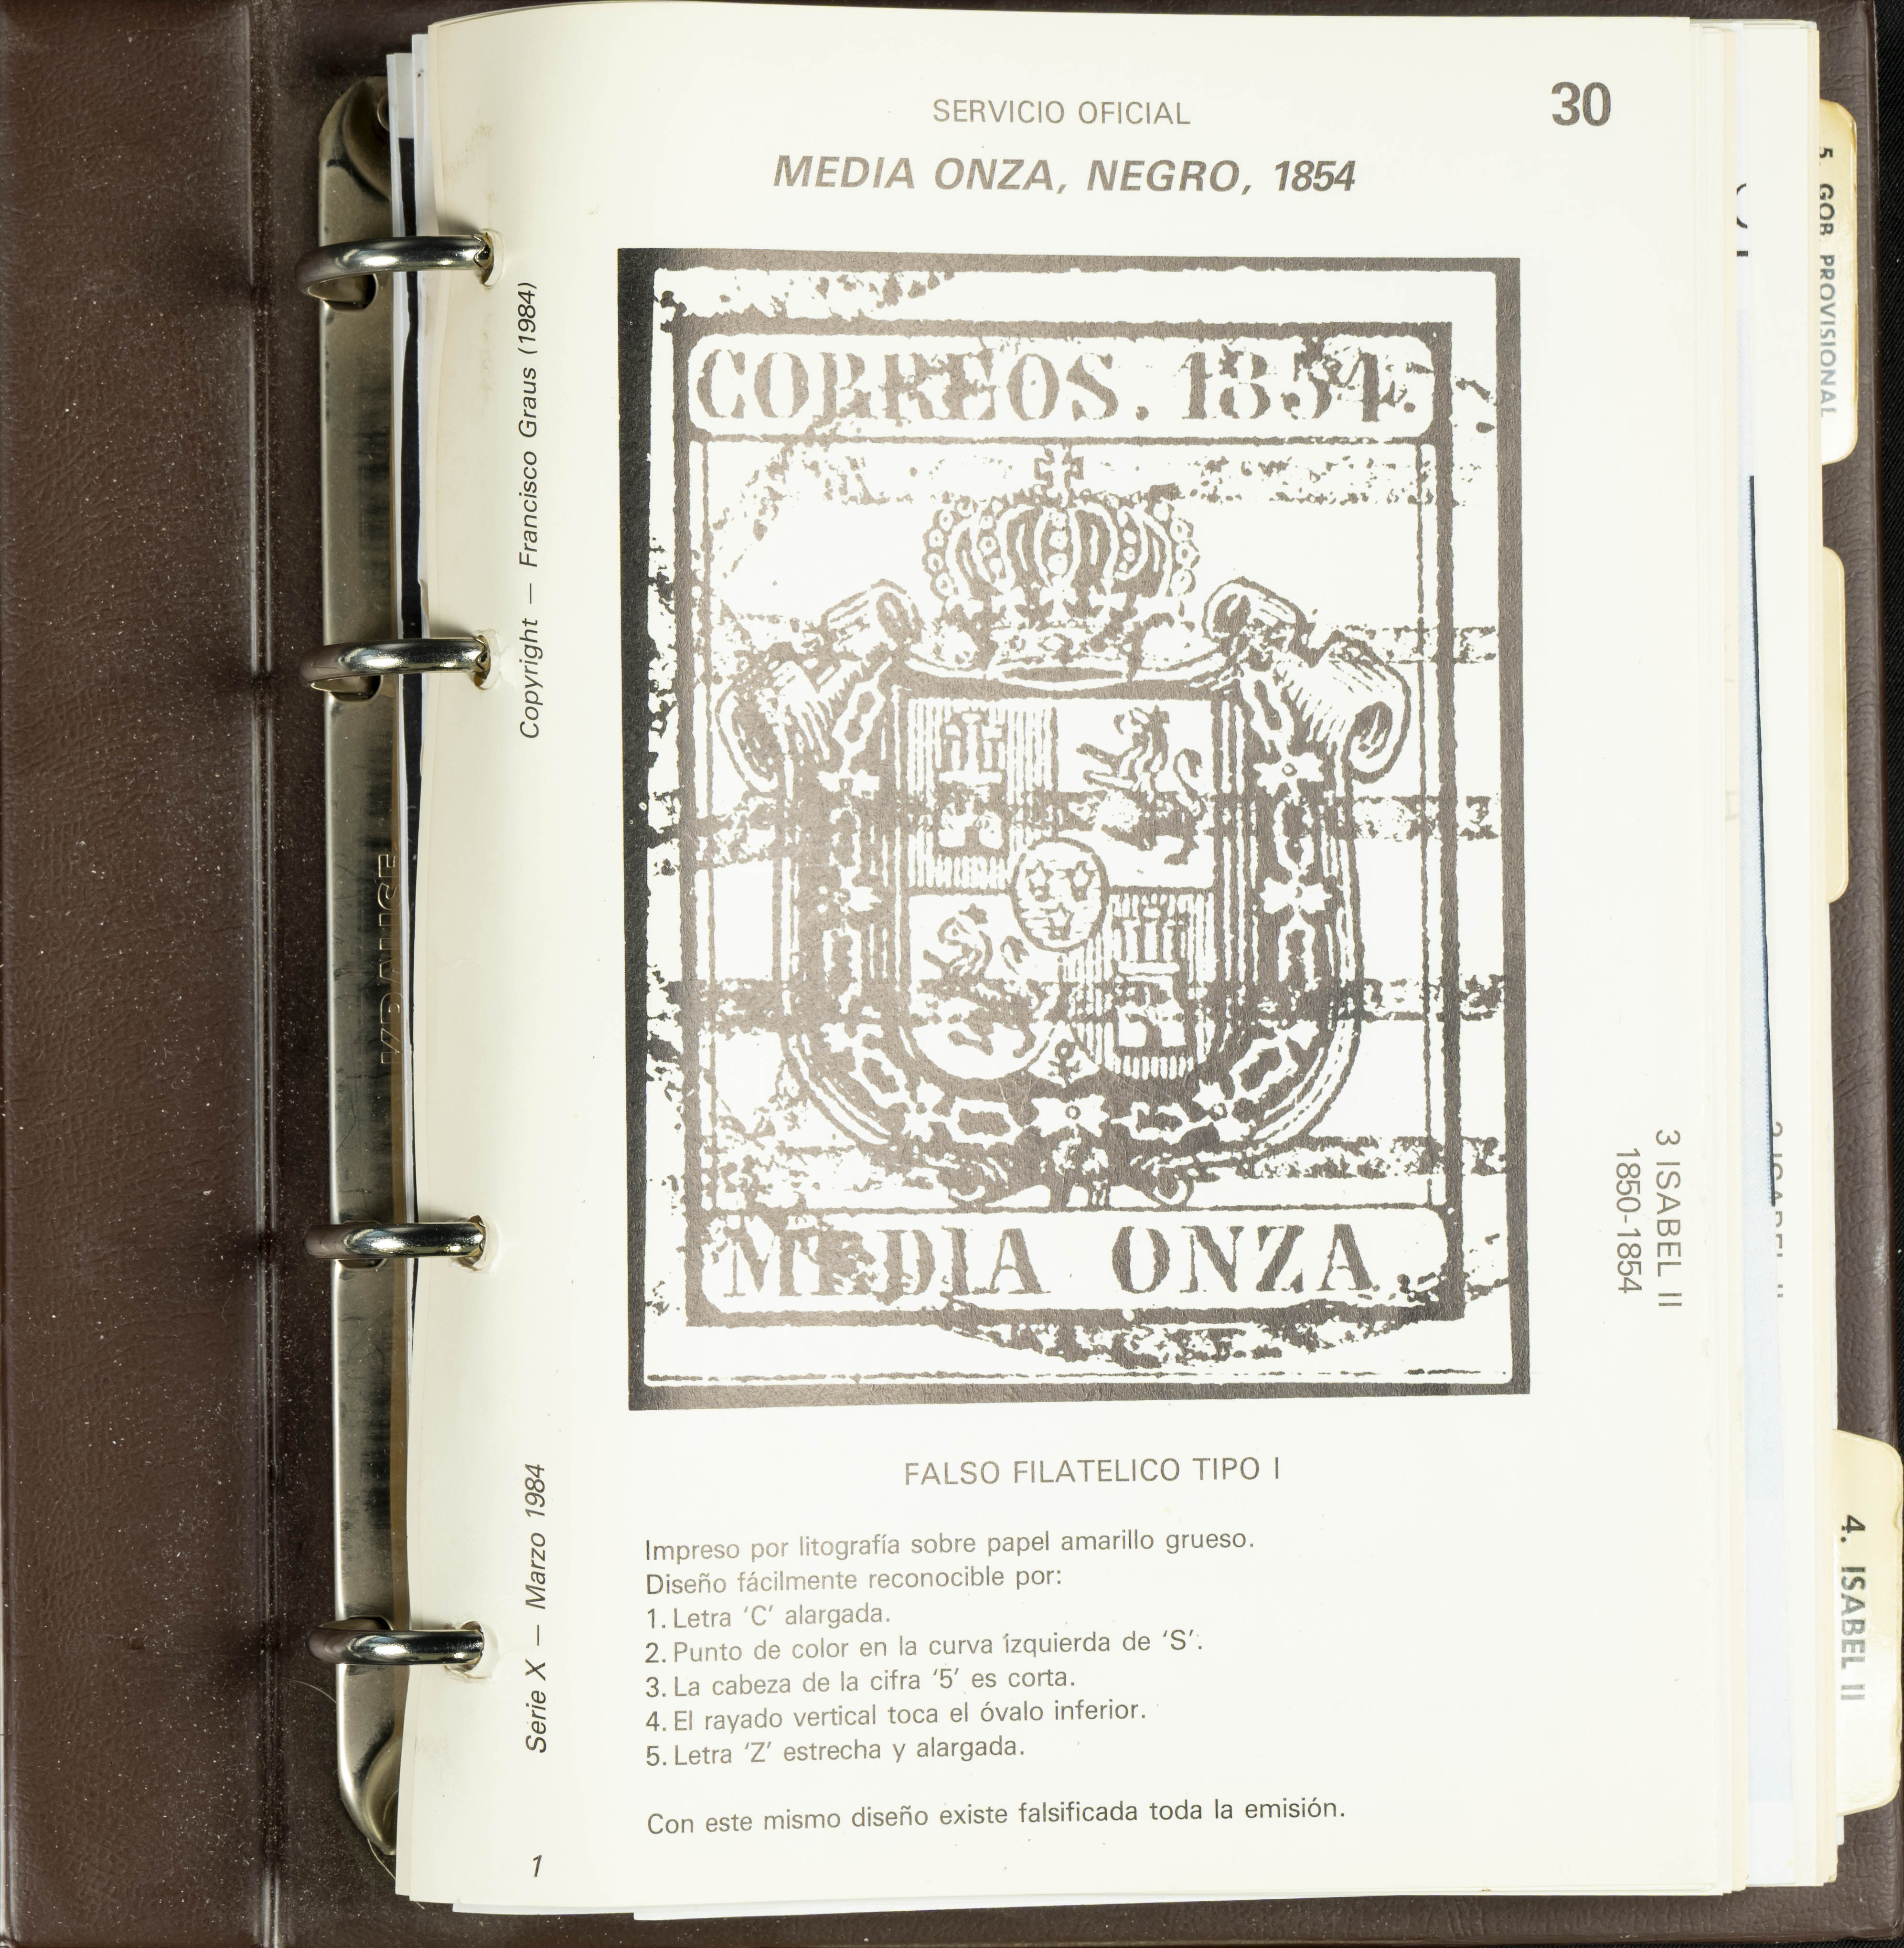 SERVICIO OFICIAL
30
MEDIA ONZA, NEGRO, 1854
CORREOS. 1854.
MEDIA ONZA
FALSO FILATELICO TIPO I
Impreso por litografía sobre papel amarillo grueso.
Diseño fácilmente reconocible por:
1. Letra ‘C’ alargada.
2. Punto de color en la curva izquierda de ‘S’.
3. La cabeza de la cifra ‘5’ es corta.
4. El rayado vertical toca el óvalo inferior.
5. Letra ‘Z’ estrecha y alargada.
Con este mismo diseño existe falsificada toda la emisión.
Copyright — Francisco Graus (1984)
Serie X — Marzo 1984
1
3 ISABEL II
1850-1854
5. GOB. PROVISIONAL
4. ISABEL II
KRAUSE